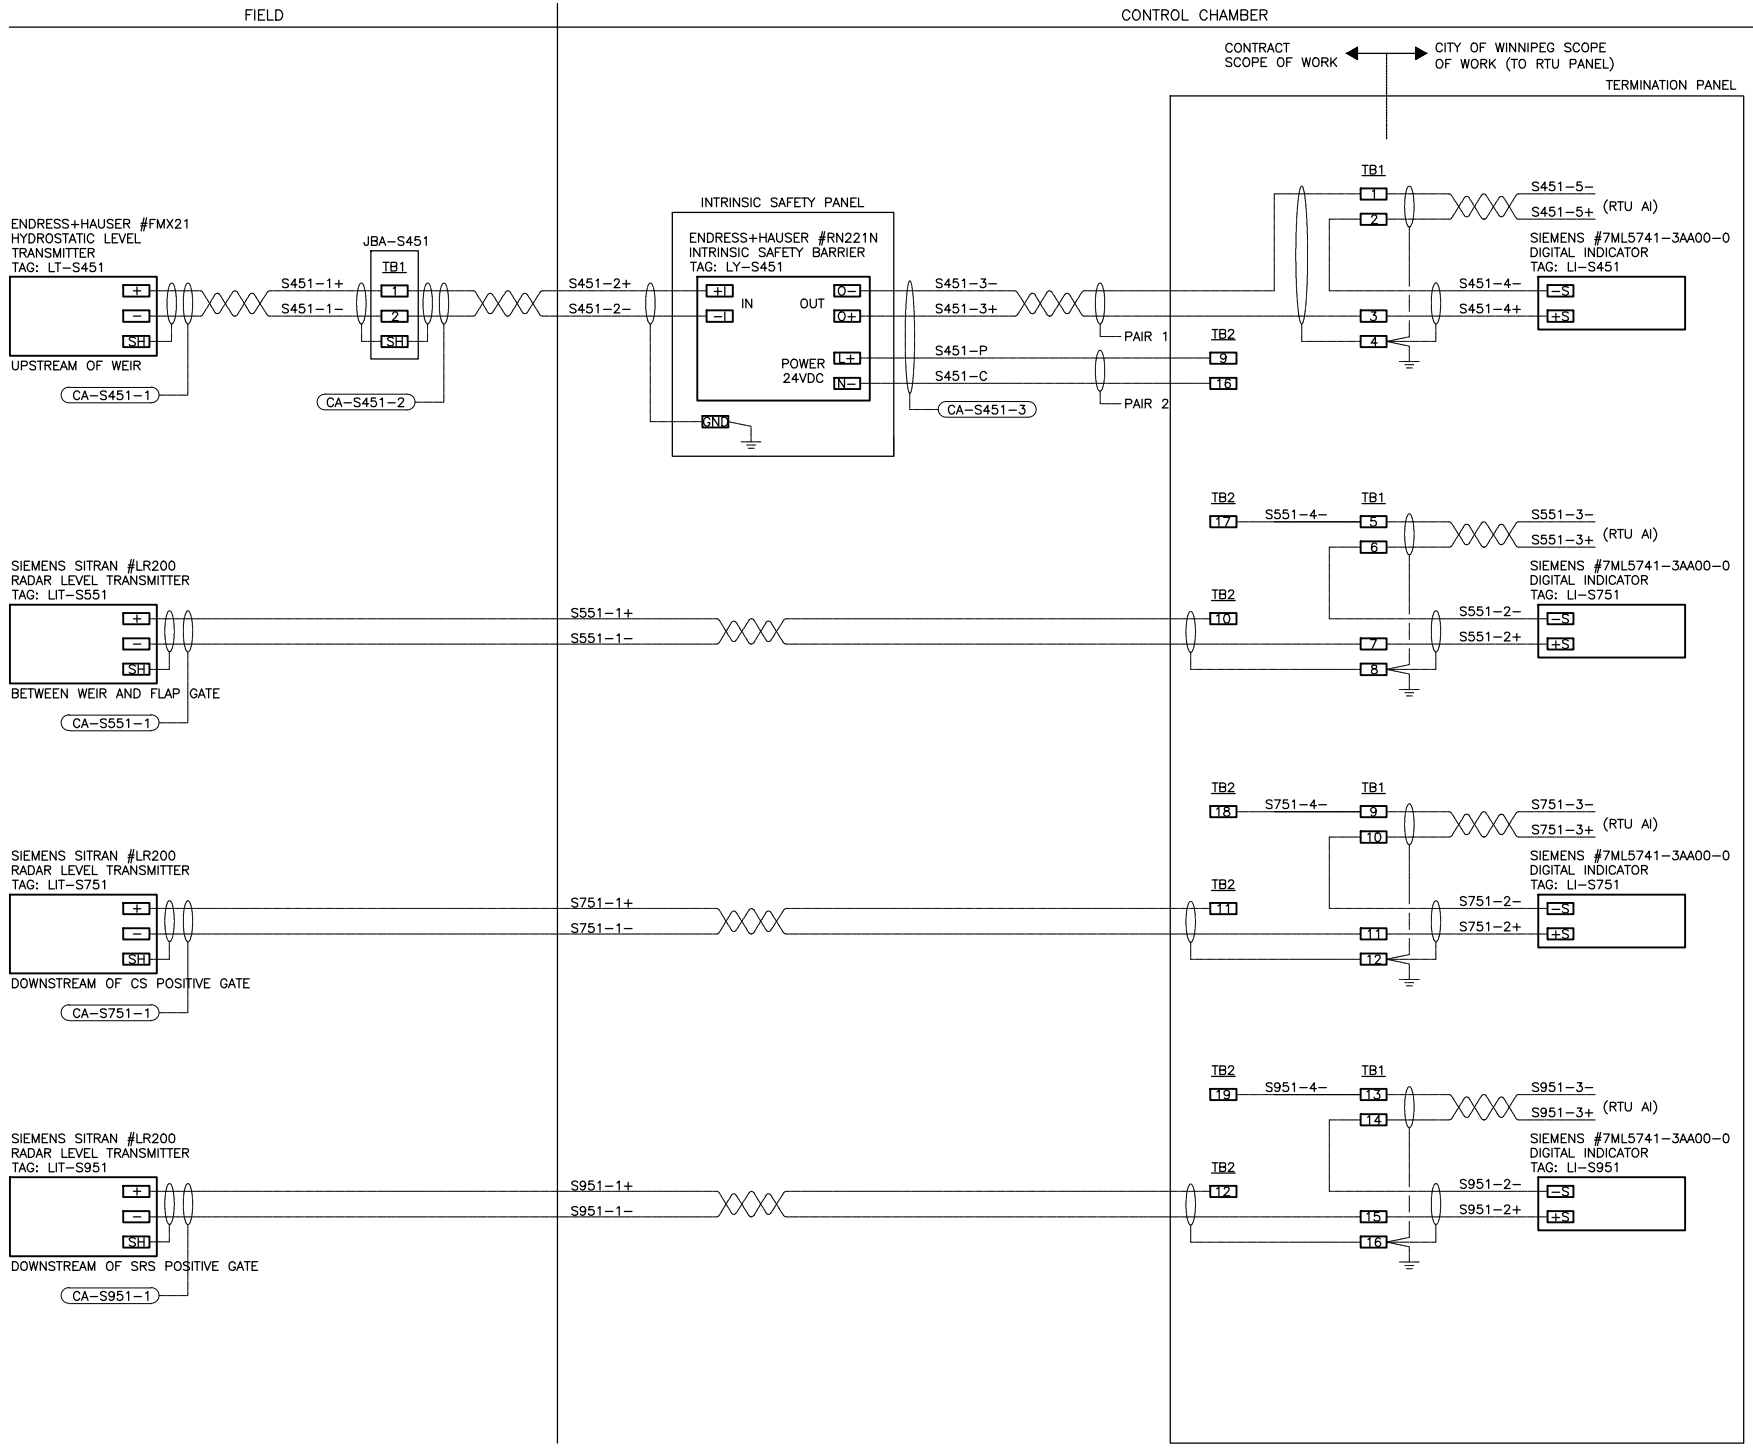 FIELD
CONTROL CHAMBER
CONTRACT
SCOPE OF WORK
CITY OF WINNIPEG SCOPE
OF WORK (TO RTU PANEL)
TERMINATION PANEL
ENDRESS+HAUSER #FMX21
HYDROSTATIC LEVEL
TRANSMITTER
TAG: LT-S451
+
-
SH
UPSTREAM OF WEIR
CA-S451-1
S451-1+
S451-1-
JBA-S451
TB1
1
2
SH
CA-S451-2
S451-2+
S451-2-
INTRINSIC SAFETY PANEL
ENDRESS+HAUSER #RN221N
INTRINSIC SAFETY BARRIER
TAG: LY-S451
+I
-I
IN
OUT
O-
O+
POWER
24VDC
L+
N-
GND
S451-3-
S451-3+
S451-P
S451-C
CA-S451-3
PAIR 1
PAIR 2
TB2
9
16
TB1
1
2
3
4
S451-5-
S451-5+
(RTU AI)
SIEMENS #7ML5741-3AA00-0
DIGITAL INDICATOR
TAG: LI-S451
S451-4-
S451-4+
-S
+S
SIEMENS SITRAN #LR200
RADAR LEVEL TRANSMITTER
TAG: LIT-S551
+
-
SH
BETWEEN WEIR AND FLAP GATE
CA-S551-1
S551-1+
S551-1-
TB2
17
S551-4-
TB1
5
6
S551-3-
S551-3+
(RTU AI)
TB2
10
7
8
SIEMENS #7ML5741-3AA00-0
DIGITAL INDICATOR
TAG: LI-S751
S551-2-
S551-2+
-S
+S
SIEMENS SITRAN #LR200
RADAR LEVEL TRANSMITTER
TAG: LIT-S751
+
-
SH
DOWNSTREAM OF CS POSITIVE GATE
CA-S751-1
S751-1+
S751-1-
TB2
18
S751-4-
TB1
9
10
S751-3-
S751-3+
(RTU AI)
TB2
11
11
12
SIEMENS #7ML5741-3AA00-0
DIGITAL INDICATOR
TAG: LI-S751
S751-2-
S751-2+
-S
+S
SIEMENS SITRAN #LR200
RADAR LEVEL TRANSMITTER
TAG: LIT-S951
+
-
SH
DOWNSTREAM OF SRS POSITIVE GATE
CA-S951-1
S951-1+
S951-1-
TB2
19
S951-4-
TB1
13
14
S951-3-
S951-3+
(RTU AI)
TB2
12
15
16
SIEMENS #7ML5741-3AA00-0
DIGITAL INDICATOR
TAG: LI-S951
S951-2-
S951-2+
-S
+S